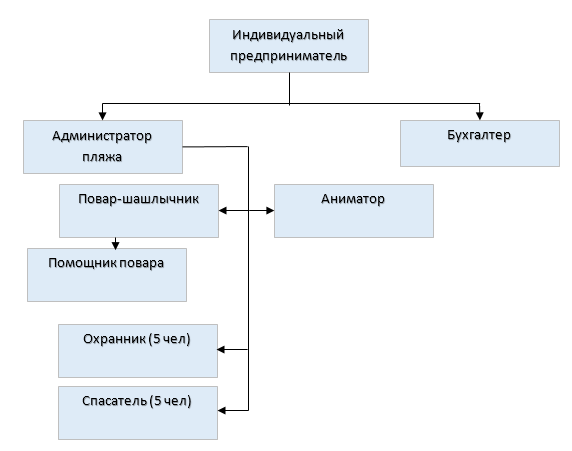 Индивидуальный
предприниматель
Администратор
пляжа
Бухгалтер
Повар-шашлычник
Аниматор
Помощник повара
Охранник (5 чел)
Спасатель (5 чел)